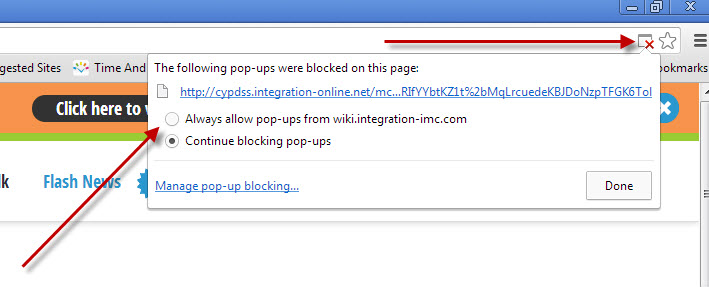 gested Sites
Time And
The following pop-ups were blocked on this page:
http://cypdss.integration-online.net/mc...RIfYYbtKZ1t%2bMqLrcuedeKBJDoNzpTFGK6Tol
Always allow pop-ups from wiki.integration-imc.com
Continue blocking pop-ups
Manage pop-up blocking...
Done
ookmarks
Click here to v
lk
Flash News